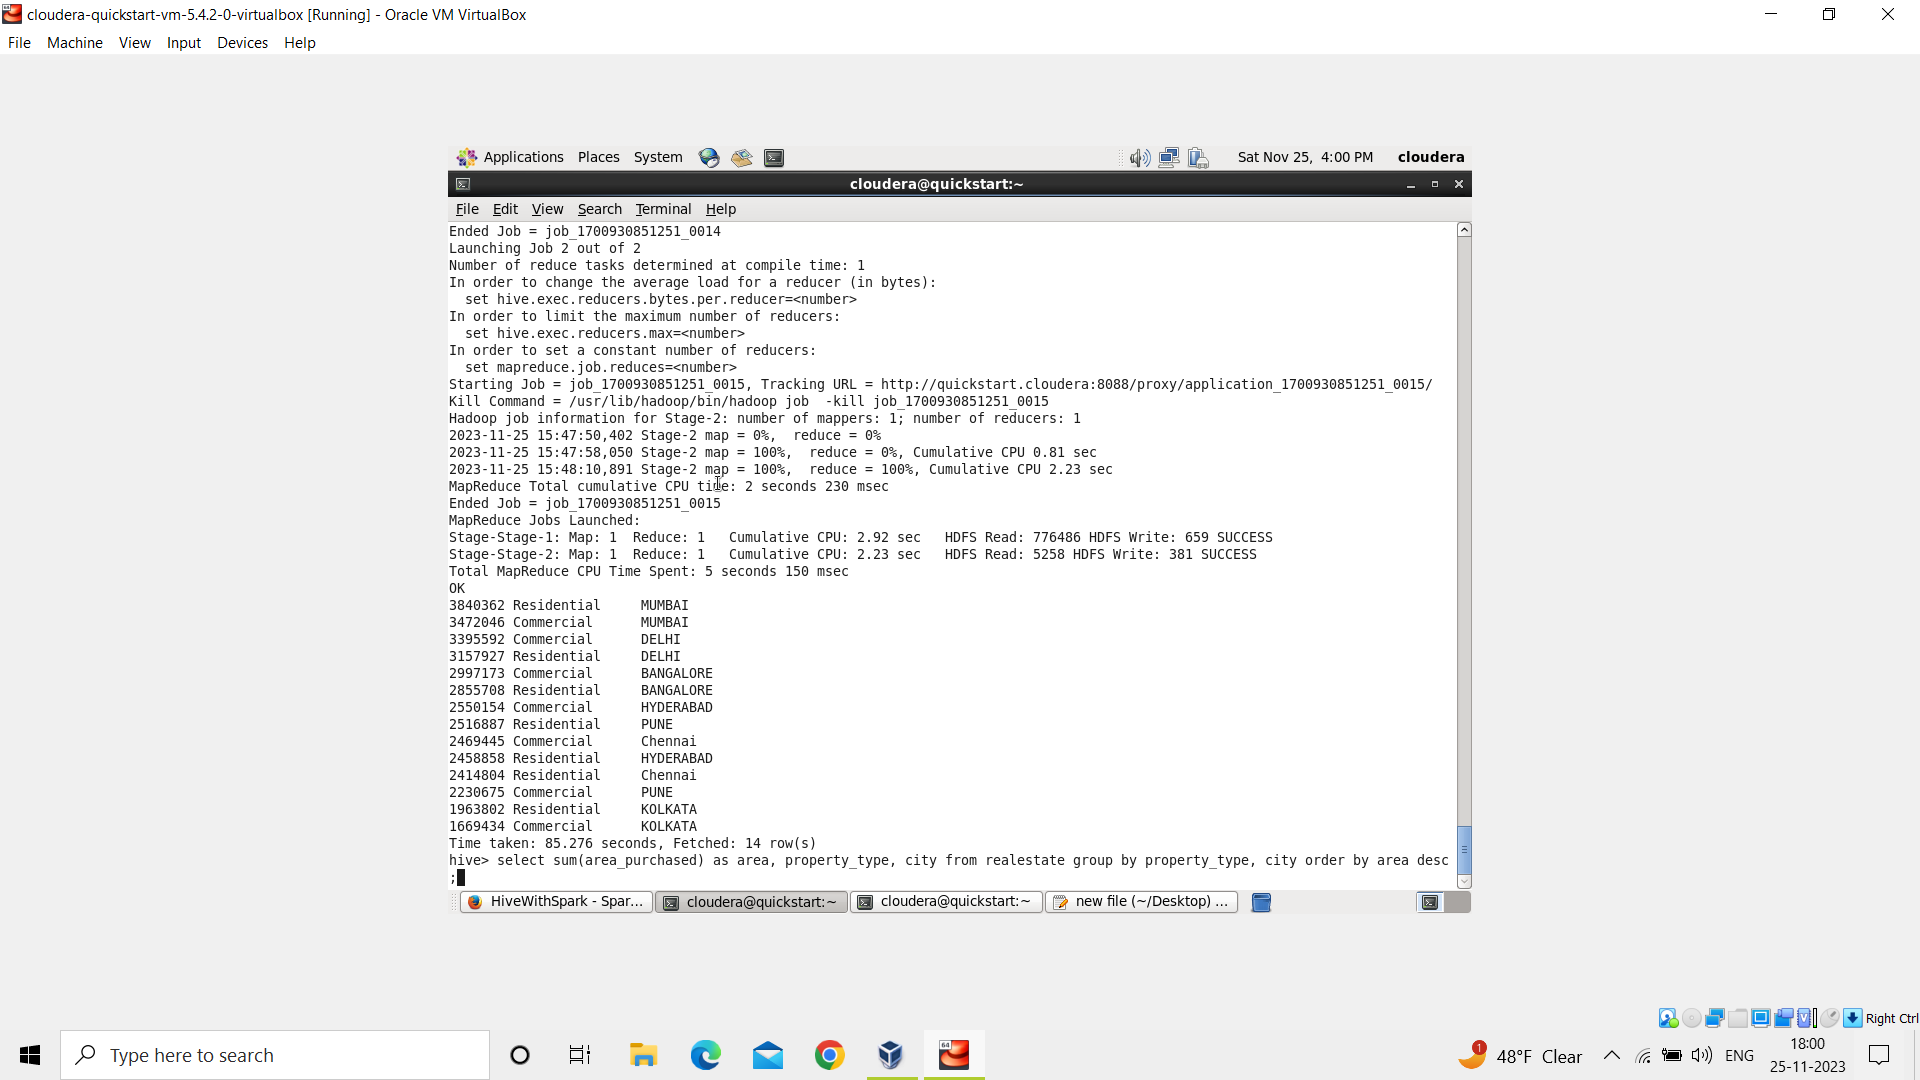 cloudera-quickstart-vm-5.4.2-0-virtualbox [Running] - Oracle VM VirtualBox
File Machine View Input Devices Help
Applications Places System Sat Nov 25, 4:00 PM cloudera
cloudera@quickstart:~
File Edit View Search Terminal Help
Ended Job = job_1700930851251_0014
Launching Job 2 out of 2
Number of reduce tasks determined at compile time: 1
In order to change the average load for a reducer (in bytes):
  set hive.exec.reducers.bytes.per.reducer=<number>
In order to limit the maximum number of reducers:
  set hive.exec.reducers.max=<number>
In order to set a constant number of reducers:
  set mapreduce.job.reduces=<number>
Starting Job = job_1700930851251_0015, Tracking URL = http://quickstart.cloudera:8088/proxy/application_1700930851251_0015/
Kill Command = /usr/lib/hadoop/bin/hadoop job  -kill job_1700930851251_0015
Hadoop job information for Stage-2: number of mappers: 1; number of reducers: 1
2023-11-25 15:47:50,402 Stage-2 map = 0%,  reduce = 0%
2023-11-25 15:47:58,050 Stage-2 map = 100%,  reduce = 0%, Cumulative CPU 0.81 sec
2023-11-25 15:48:10,891 Stage-2 map = 100%,  reduce = 100%, Cumulative CPU 2.23 sec
MapReduce Total cumulative CPU time: 2 seconds 230 msec
Ended Job = job_1700930851251_0015
MapReduce Jobs Launched:
Stage-Stage-1: Map: 1  Reduce: 1   Cumulative CPU: 2.92 sec   HDFS Read: 776486 HDFS Write: 659 SUCCESS
Stage-Stage-2: Map: 1  Reduce: 1   Cumulative CPU: 2.23 sec   HDFS Read: 5258 HDFS Write: 381 SUCCESS
Total MapReduce CPU Time Spent: 5 seconds 150 msec
OK
3840362 Residential     MUMBAI
3472046 Commercial      MUMBAI
3395592 Commercial      DELHI
3157927 Residential     DELHI
2997173 Commercial      BANGALORE
2855708 Residential     BANGALORE
2550154 Commercial      HYDERABAD
2516887 Residential     PUNE
2469445 Commercial      Chennai
2458858 Residential     HYDERABAD
2414804 Residential     Chennai
2230675 Commercial      PUNE
1963802 Residential     KOLKATA
1669434 Commercial      KOLKATA
Time taken: 85.276 seconds, Fetched: 14 row(s)
hive> select sum(area_purchased) as area, property_type, city from realestate group by property_type, city order by area desc
;
HiveWithSpark - Spar... cloudera@quickstart:~ cloudera@quickstart:~ new file (~/Desktop) ...
Right Ctrl
Type here to search 64 1 48°F Clear ENG 18:00
25-11-2023